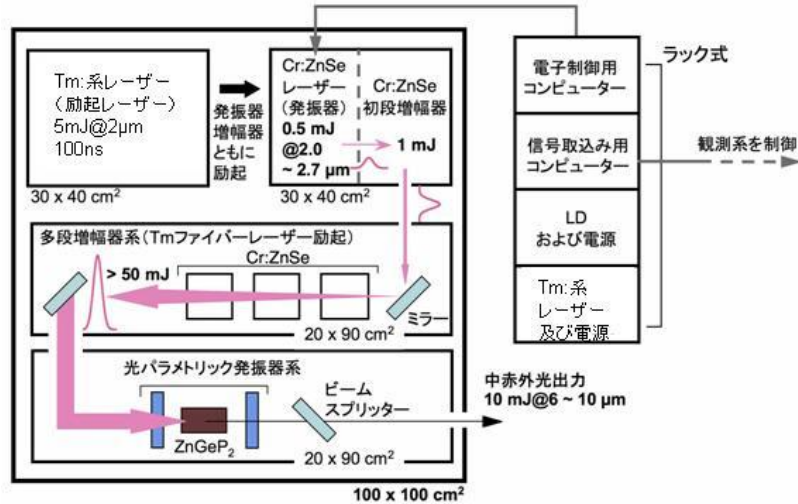 Tm:系レーザー
(励起レーザー)
5mJ@2μm
100ns
30 x 40 cm²
発振器
増幅器
ともに
励起
Cr:ZnSe
レーザー
(発振器)
0.5 mJ
@2.0
~ 2.7 μm
Cr:ZnSe
初段増幅器
1 mJ
30 x 40 cm²
多段増幅器系(Tmファイバーレーザー励起)
Cr:ZnSe
> 50 mJ
ミラー
20 x 90 cm²
光パラメトリック発振器系
ビーム
スプリッター
ZnGeP₂
20 x 90 cm²
100 x 100 cm²
中赤外光出力
10 mJ@6 ~ 10 μm
ラック式
電子制御用
コンピューター
信号取込み用
コンピューター
LD
および電源
Tm:系
レーザー
及び電源
観測系を制御